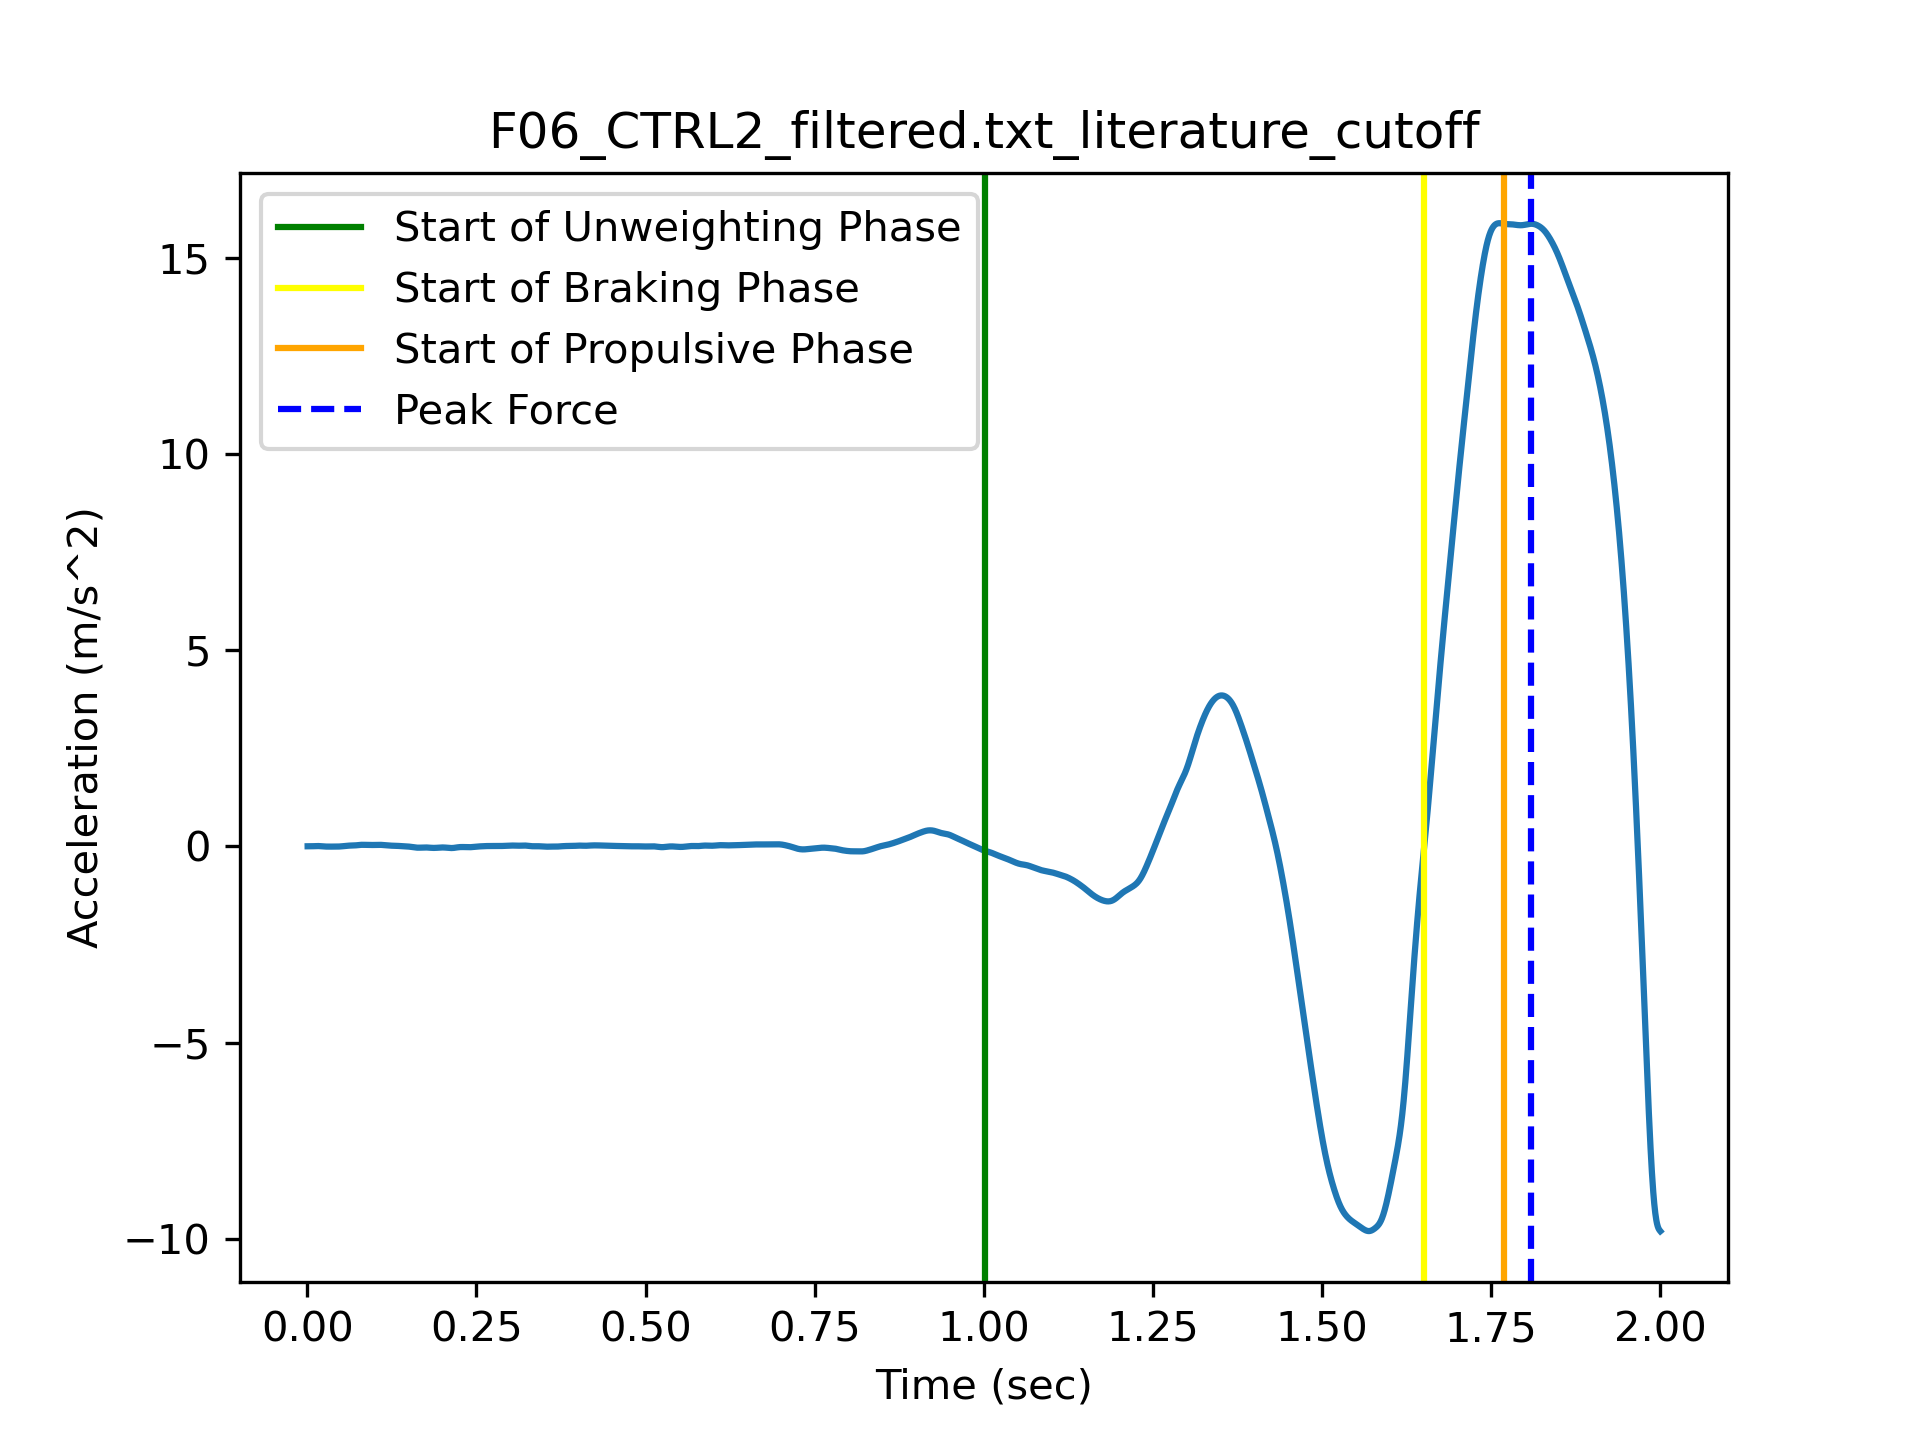 F06_CTRL2_filtered.txt_literature_cutoff
Start of Unweighting Phase
Start of Braking Phase
Start of Propulsive Phase
Peak Force
15
10
5
0
−5
−10
Acceleration (m/s^2)
0.00 0.25 0.50 0.75 1.00 1.25 1.50 1.75 2.00
Time (sec)